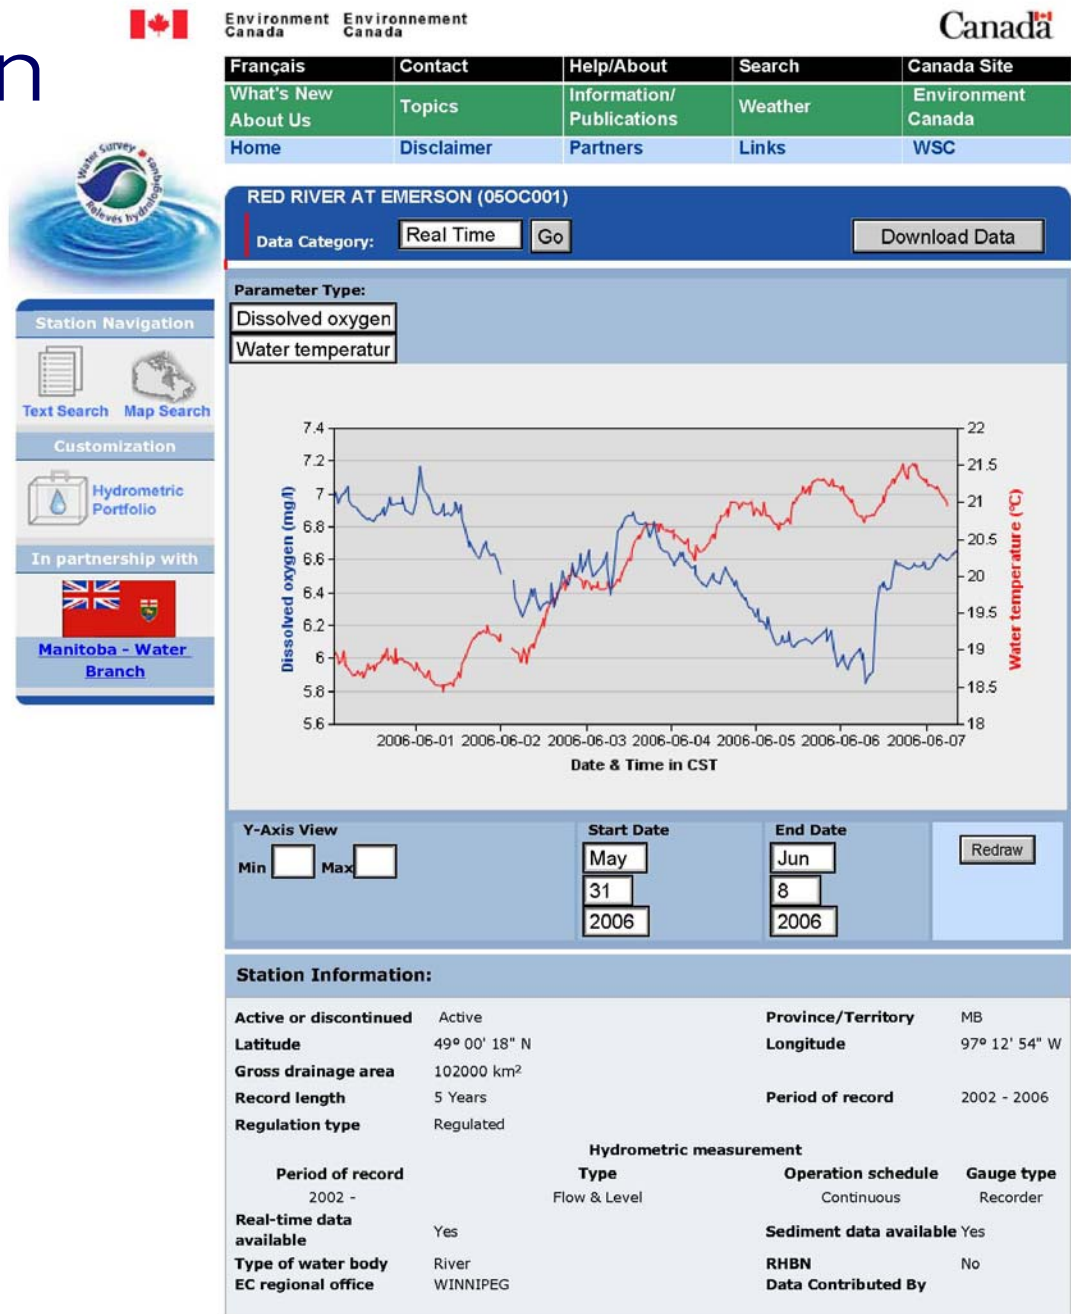 n
Environment Environnement
Canada Canada
Canada
Français Contact Help/About Search Canada Site
What's New
About Us
Topics
Information/
Publications
Weather
Environment
Canada
Home Disclaimer Partners Links WSC
Water Survey
Relevés hydrologiques
RED RIVER AT EMERSON (05OC001)
Data Category: Real Time Go Download Data
Parameter Type:
Dissolved oxygen
Water temperatur
Station Navigation
Text Search Map Search
Customization
Hydrometric
Portfolio
In partnership with
Manitoba - Water
Branch
Dissolved oxygen (mg/l)
7.4
7.2
7
6.8
6.6
6.4
6.2
6
5.8
5.6
22
21.5
21
20.5
20
19.5
19
18.5
18
Water temperature (ºC)
2006-06-01 2006-06-02 2006-06-03 2006-06-04 2006-06-05 2006-06-06 2006-06-07
Date & Time in CST
Y-Axis View
Min Max
Start Date
May
31
2006
End Date
Jun
8
2006
Redraw
Station Information:
Active or discontinued Active Province/Territory MB
Latitude 49º 00' 18" N Longitude 97º 12' 54" W
Gross drainage area 102000 km²
Record length 5 Years Period of record 2002 - 2006
Regulation type Regulated
Hydrometric measurement
Period of record Type Operation schedule Gauge type
2002 - Flow & Level Continuous Recorder
Real-time data
available Yes Sediment data available Yes
Type of water body River RHBN No
EC regional office WINNIPEG Data Contributed By